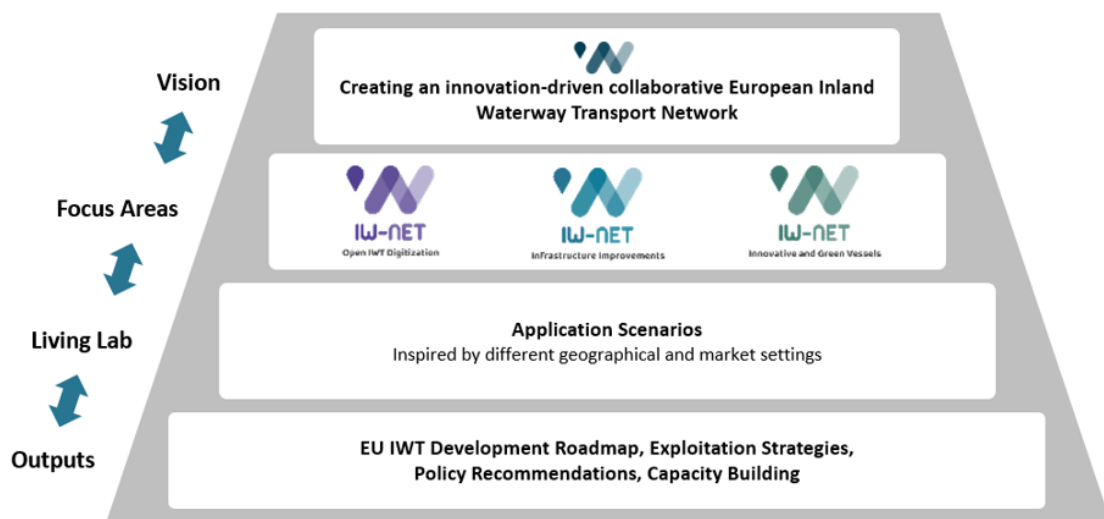 Vision
Creating an innovation-driven collaborative European Inland
Waterway Transport Network
Focus Areas
IW-NET
Open IWT Digitization
IW-NET
Infrastructure Improvements
IW-NET
Innovative and Green Vessels
Living Lab
Application Scenarios
Inspired by different geographical and market settings
Outputs
EU IWT Development Roadmap, Exploitation Strategies,
Policy Recommendations, Capacity Building